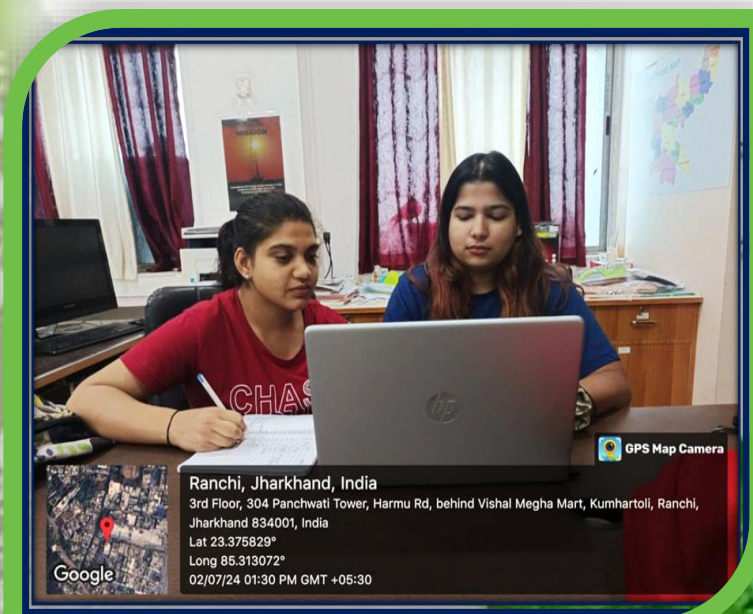 MISSION
CHAS
hp
GPS Map Camera
Ranchi, Jharkhand, India
3rd Floor, 304 Panchwati Tower, Harmu Rd, behind Vishal Megha Mart, Kumhartoli, Ranchi,
Jharkhand 834001, India
Lat 23.375829°
Long 85.313072°
02/07/24 01:30 PM GMT +05:30
Google